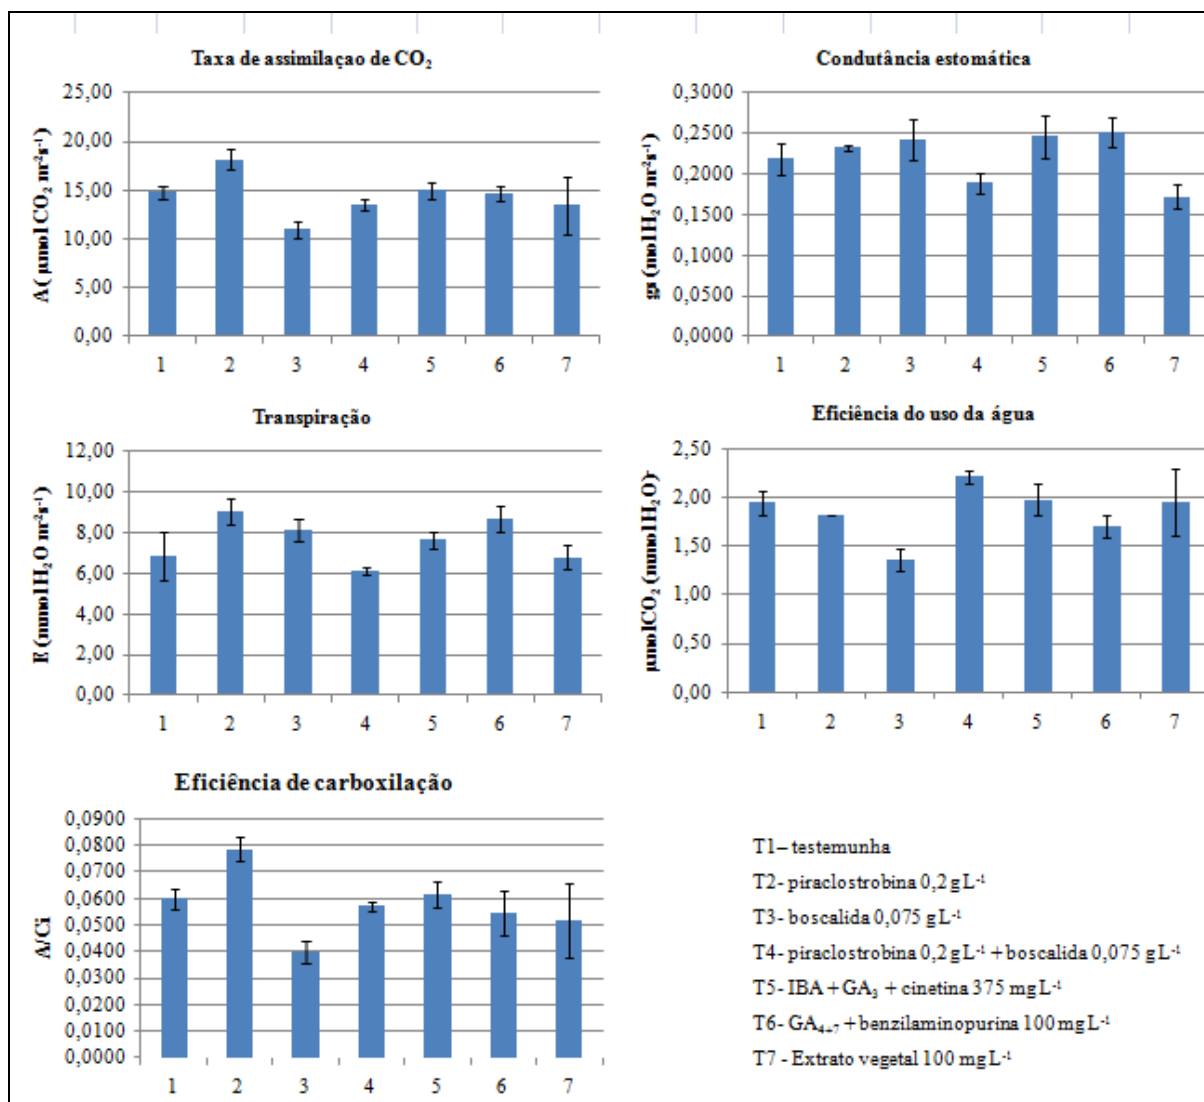 Taxa de assimilaçao de CO₂
A( µmol CO₂ m⁻²s⁻¹)
25,00
20,00
15,00
10,00
5,00
0,00
1 2 3 4 5 6 7
Condutância estomática
gs (mol H₂O m⁻²s⁻¹)
0,3000
0,2500
0,2000
0,1500
0,1000
0,0500
0,0000
1 2 3 4 5 6 7
Transpiração
E (mmol H₂O m⁻²s⁻¹)
12,00
10,00
8,00
6,00
4,00
2,00
0,00
1 2 3 4 5 6 7
Eficiência do uso da água
µmolCO₂ (mmol H₂O)⁻
2,50
2,00
1,50
1,00
0,50
0,00
1 2 3 4 5 6 7
Eficiência de carboxilação
A/Ci
0,0900
0,0800
0,0700
0,0600
0,0500
0,0400
0,0300
0,0200
0,0100
0,0000
1 2 3 4 5 6 7
T1– testemunha
T2- piraclostrobina 0,2 g L⁻¹
T3- boscalida 0,075 g L⁻¹
T4- piraclostrobina 0,2 g L⁻¹ + boscalida 0,075 g L⁻¹
T5- IBA + GA₃ + cinetina 375 mg L⁻¹
T6- GA₄₊₇ + benzilaminopurina 100 mg L⁻¹
T7 - Extrato vegetal 100 mg L⁻¹